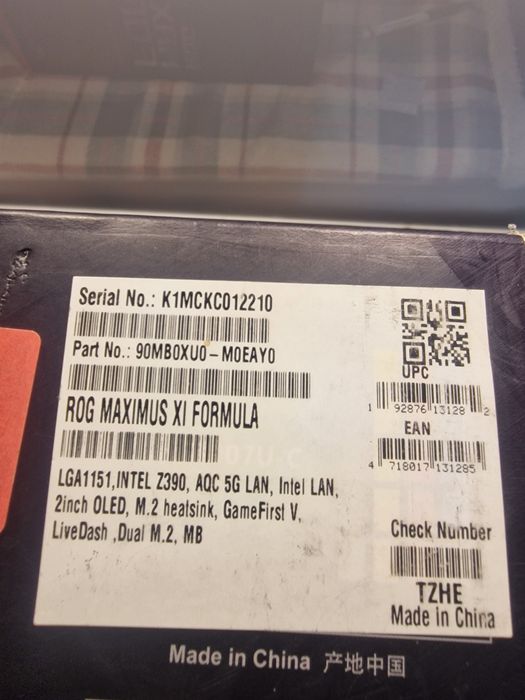 Serial No.: K1MCKC012210
Part No.: 90MB0XU0-M0EAY0
ROG MAXIMUS XI FORMULA
LGA1151,INTEL Z390, AQC 5G LAN, Intel LAN,
2inch OLED, M.2 heatsink, GameFirst V,
LiveDash ,Dual M.2, MB
UPC
1 92876 13128 2
EAN
4 718017 131285
Check Number
TZHE
Made in China
Made in China 产地中国